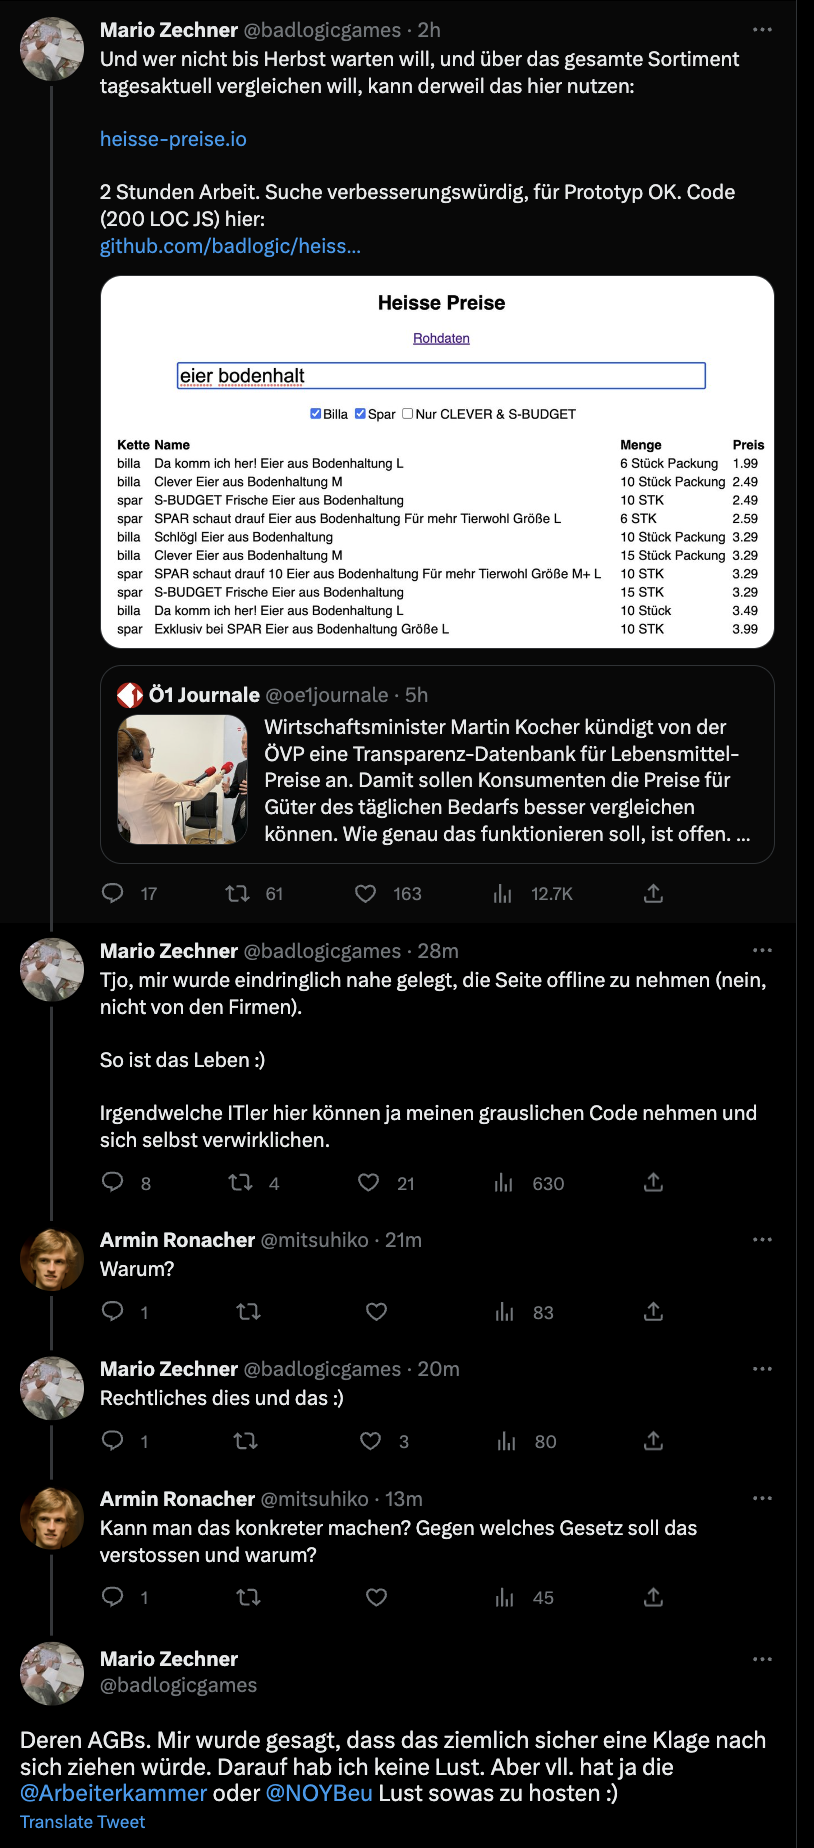 Mario Zechner @badlogicgames · 2h
Und wer nicht bis Herbst warten will, und über das gesamte Sortiment
tagesaktuell vergleichen will, kann derweil das hier nutzen:
heisse-preise.io
2 Stunden Arbeit. Suche verbesserungswürdig, für Prototyp OK. Code
(200 LOC JS) hier:
github.com/badlogic/heiss...
Heisse Preise
Rohdaten
eier bodenhalt
Billa Spar Nur CLEVER & S-BUDGET
Kette Name Menge Preis
billa Da komm ich her! Eier aus Bodenhaltung L 6 Stück Packung 1.99
billa Clever Eier aus Bodenhaltung M 10 Stück Packung 2.49
spar S-BUDGET Frische Eier aus Bodenhaltung 10 STK 2.49
spar SPAR schaut drauf Eier aus Bodenhaltung Für mehr Tierwohl Größe L 6 STK 2.59
billa Schlögl Eier aus Bodenhaltung 10 Stück Packung 3.29
billa Clever Eier aus Bodenhaltung M 15 Stück Packung 3.29
spar SPAR schaut drauf 10 Eier aus Bodenhaltung Für mehr Tierwohl Größe M+ L 10 STK 3.29
spar S-BUDGET Frische Eier aus Bodenhaltung 15 STK 3.29
billa Da komm ich her! Eier aus Bodenhaltung L 10 Stück 3.49
spar Exklusiv bei SPAR Eier aus Bodenhaltung Größe L 10 STK 3.99
Ö1 Journale @oe1journale · 5h
Wirtschaftsminister Martin Kocher kündigt von der
ÖVP eine Transparenz-Datenbank für Lebensmittel-
Preise an. Damit sollen Konsumenten die Preise für
Güter des täglichen Bedarfs besser vergleichen
können. Wie genau das funktionieren soll, ist offen. ...
17 61 163 12.7K
Mario Zechner @badlogicgames · 28m
Tjo, mir wurde eindringlich nahe gelegt, die Seite offline zu nehmen (nein,
nicht von den Firmen).
So ist das Leben :)
Irgendwelche ITler hier können ja meinen grauslichen Code nehmen und
sich selbst verwirklichen.
8 4 21 630
Armin Ronacher @mitsuhiko · 21m
Warum?
1 83
Mario Zechner @badlogicgames · 20m
Rechtliches dies und das :)
1 3 80
Armin Ronacher @mitsuhiko · 13m
Kann man das konkreter machen? Gegen welches Gesetz soll das
verstossen und warum?
1 45
Mario Zechner
@badlogicgames
Deren AGBs. Mir wurde gesagt, dass das ziemlich sicher eine Klage nach
sich ziehen würde. Darauf hab ich keine Lust. Aber vll. hat ja die
@Arbeiterkammer oder @NOYBeu Lust sowas zu hosten :)
Translate Tweet